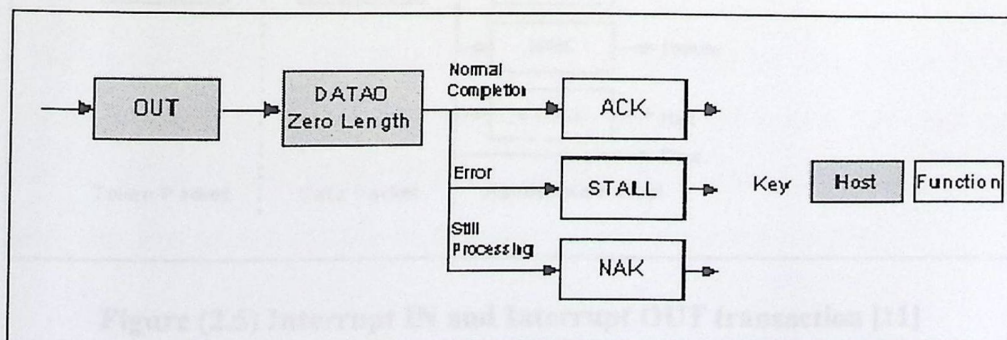 OUT
DATA0
Zero Length
Normal
Completion
ACK
Error
STALL
Still
Processing
NAK
Key
Host
Function
Figure (2.5) Interrupt IN and Interrupt OUT transaction [11]